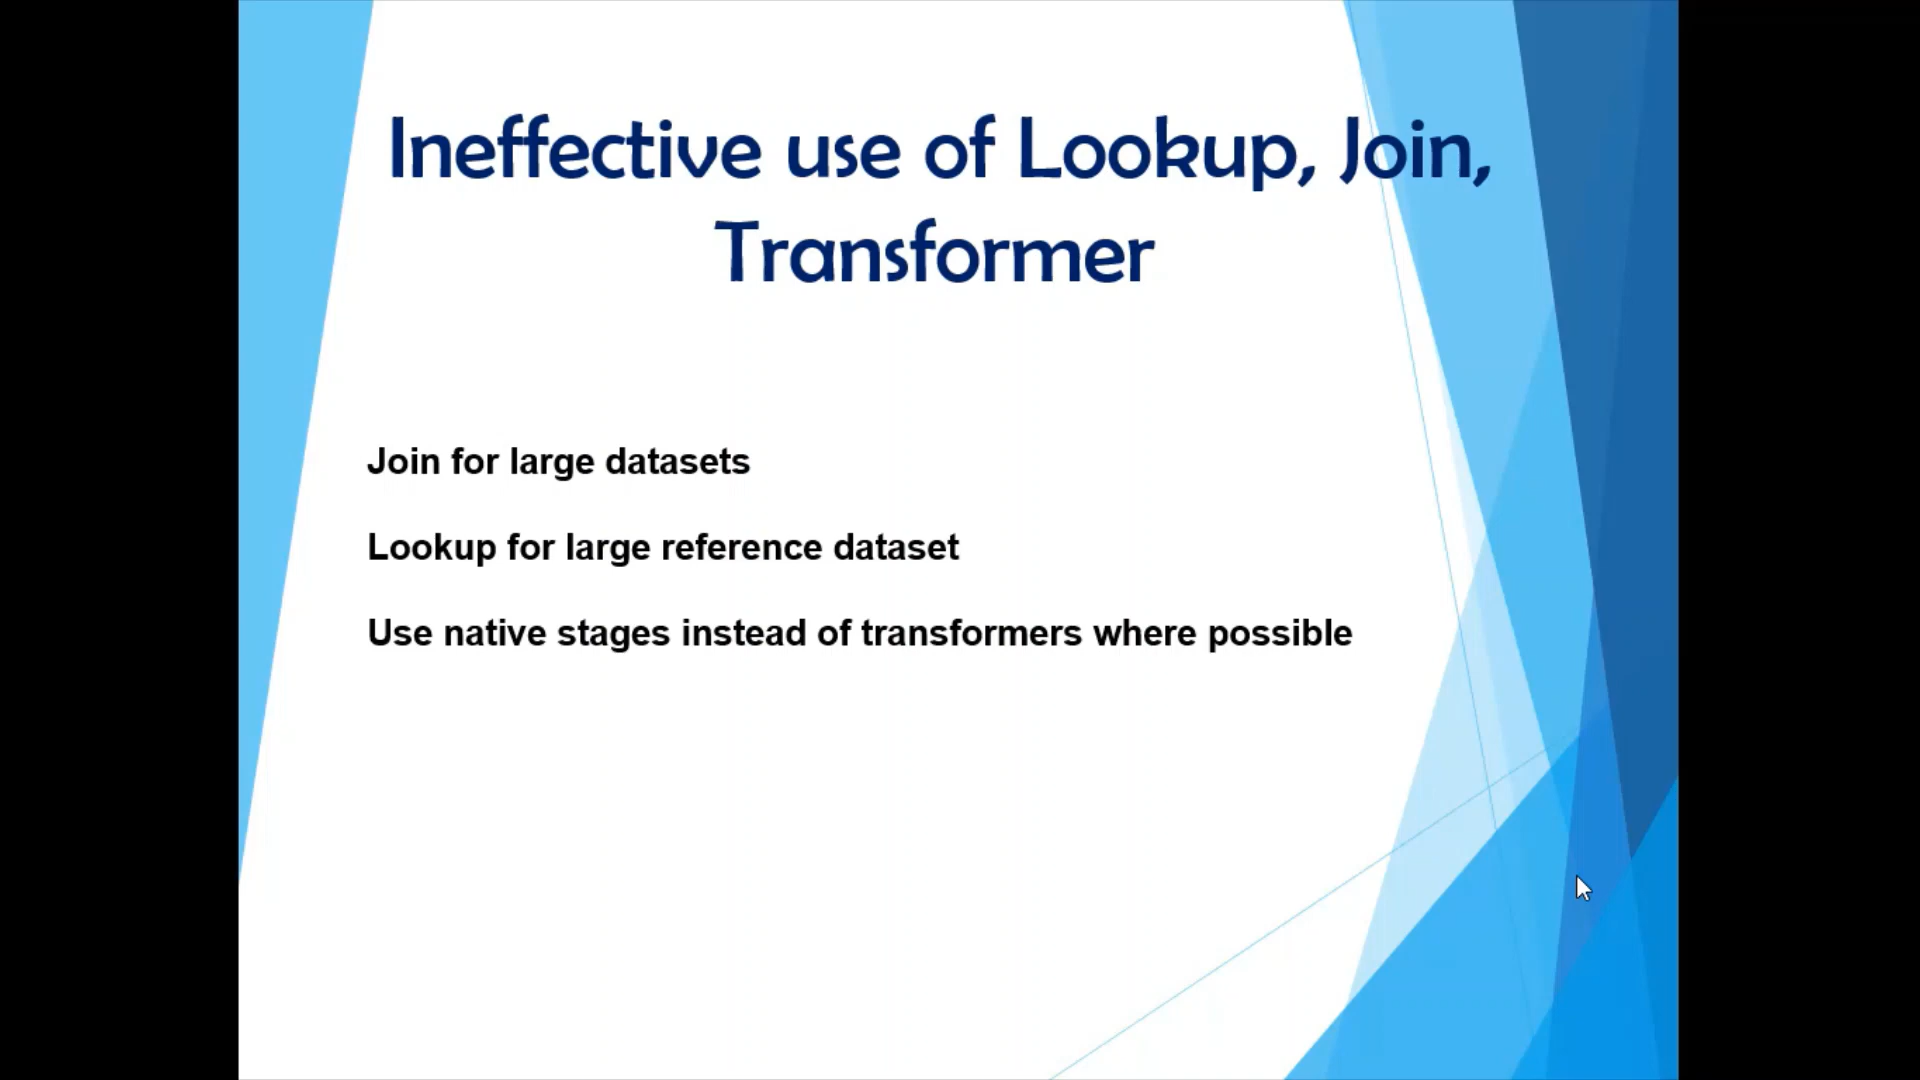 Ineffective use of Lookup, Join,
Transformer
Join for large datasets
Lookup for large reference dataset
Use native stages instead of transformers where possible